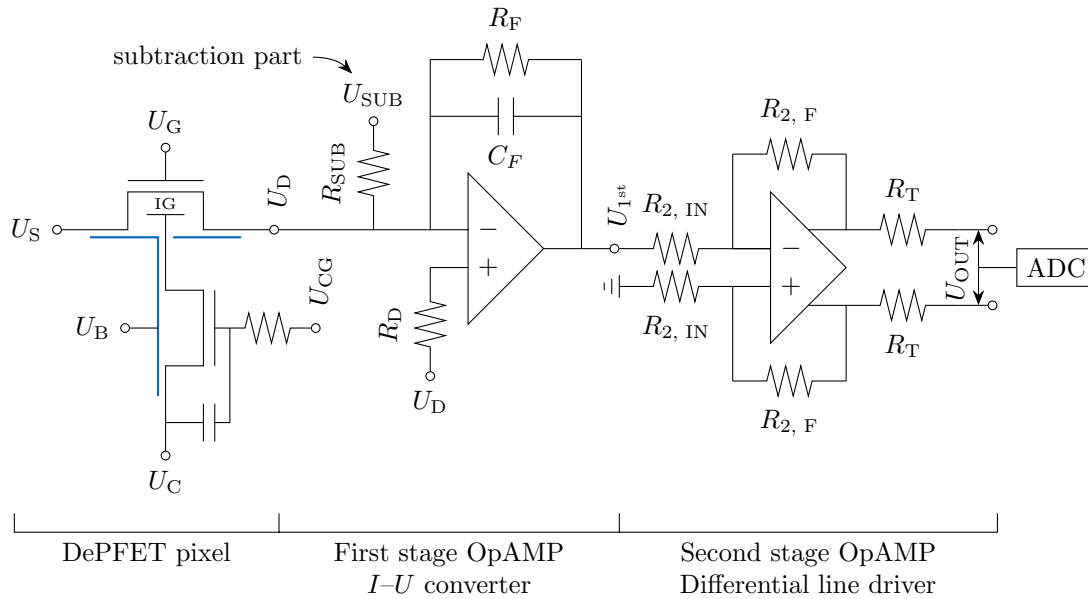 R_F
subtraction part
U_SUB
R_SUB
C_F
U_G
IG
U_D
U_S
U_CG
U_B
U_C
−
+
R_D
U_D
U_1st
R_2, IN
R_2, IN
R_2, F
−
+
R_2, F
R_T
R_T
U_OUT
ADC
DePFET pixel
First stage OpAMP
I–U converter
Second stage OpAMP
Differential line driver